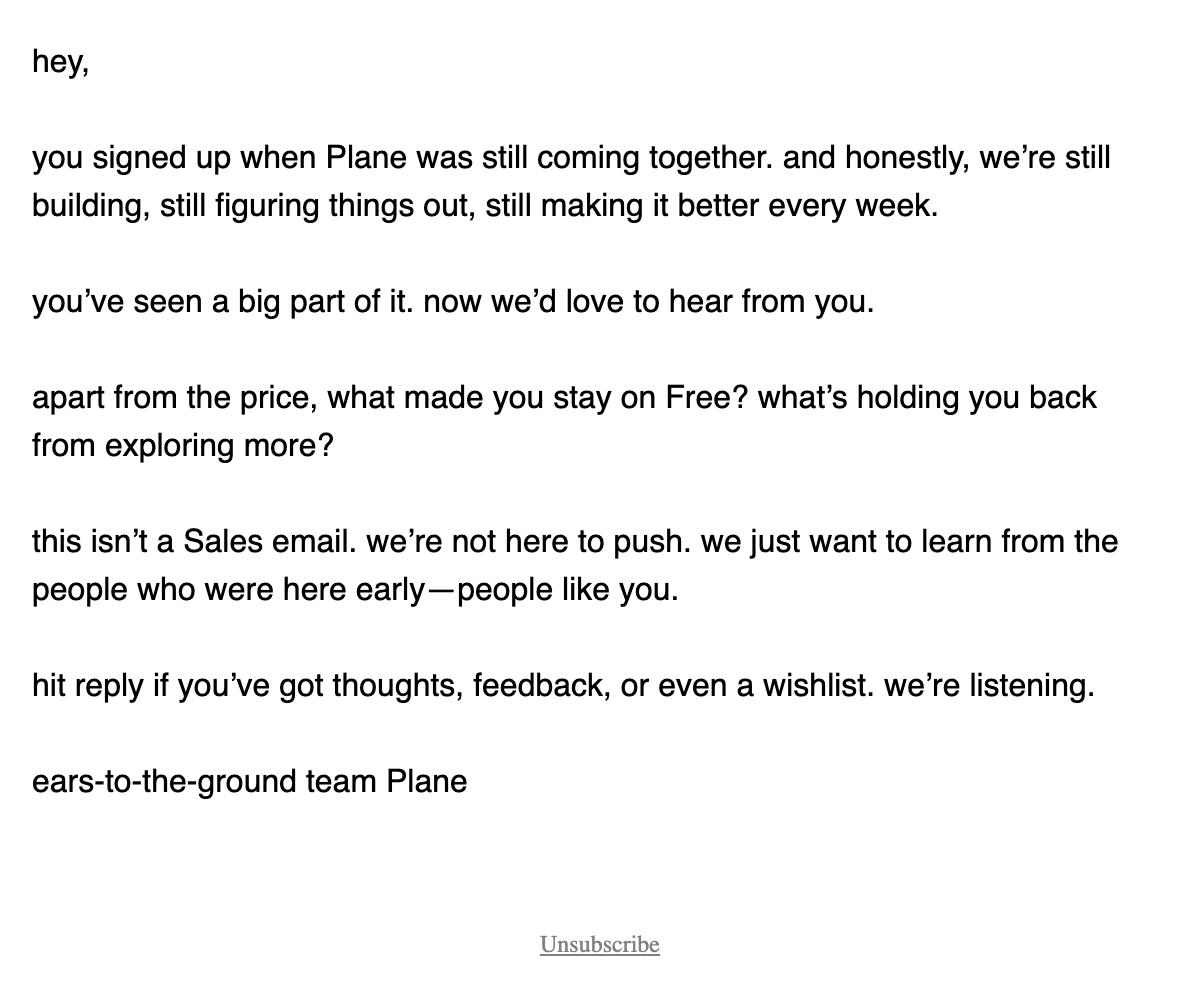 hey,
you signed up when Plane was still coming together. and honestly, we’re still
building, still figuring things out, still making it better every week.
you’ve seen a big part of it. now we’d love to hear from you.
apart from the price, what made you stay on Free? what’s holding you back
from exploring more?
this isn’t a Sales email. we’re not here to push. we just want to learn from the
people who were here early—people like you.
hit reply if you’ve got thoughts, feedback, or even a wishlist. we’re listening.
ears-to-the-ground team Plane
Unsubscribe